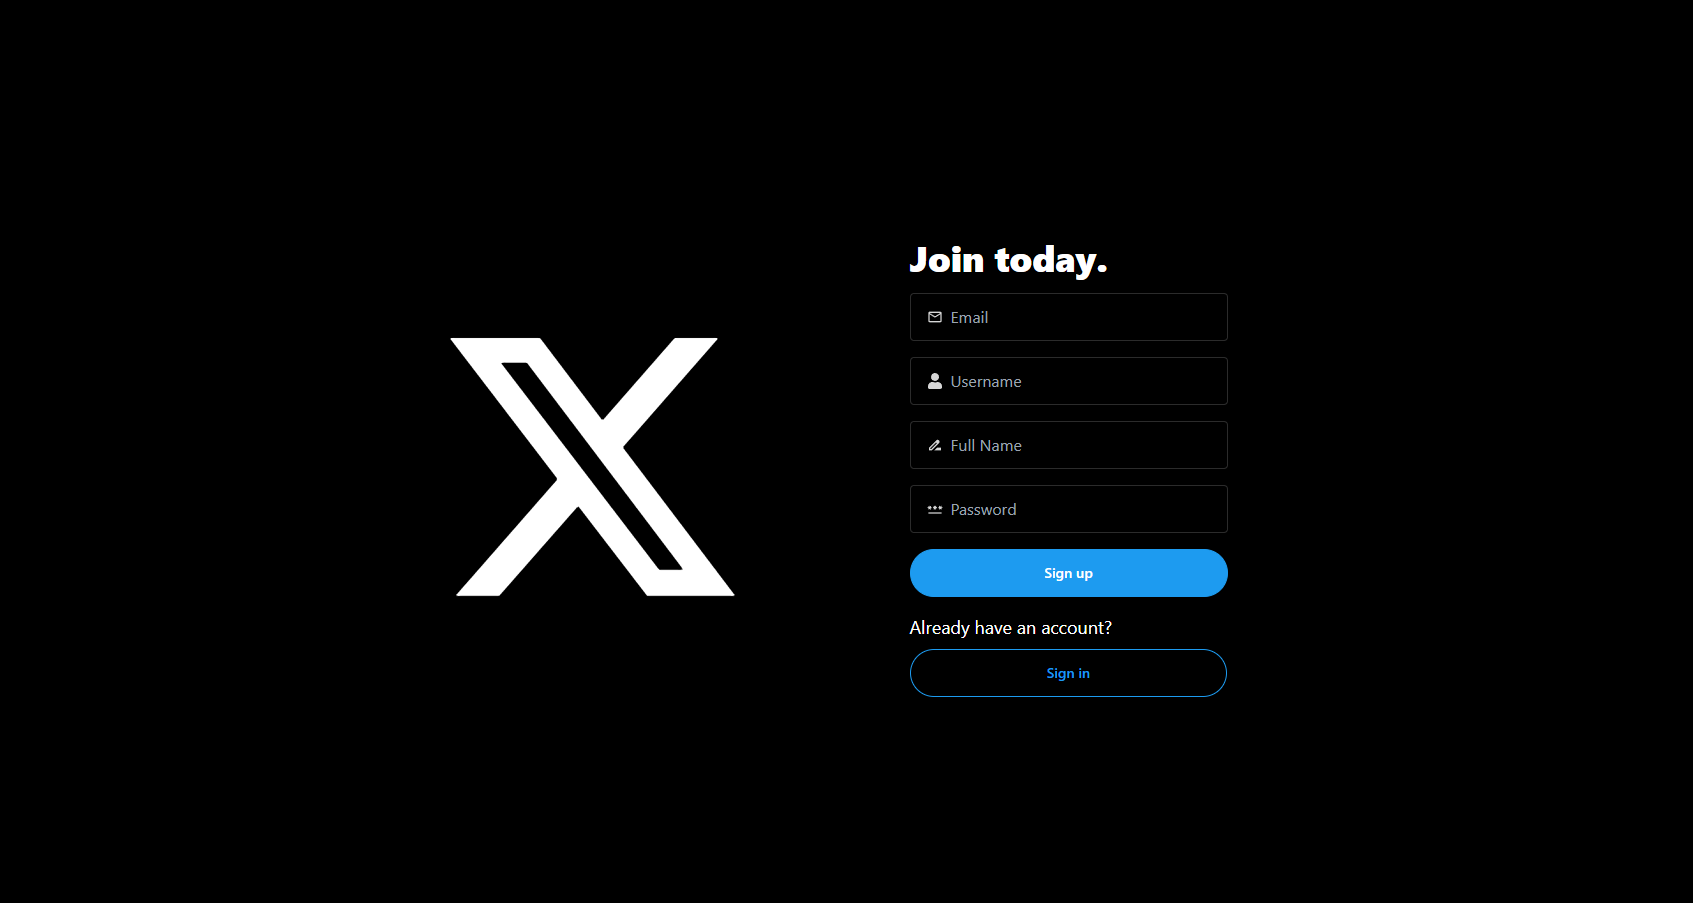 Join today.
Email
Username
Full Name
Password
Sign up
Already have an account?
Sign in